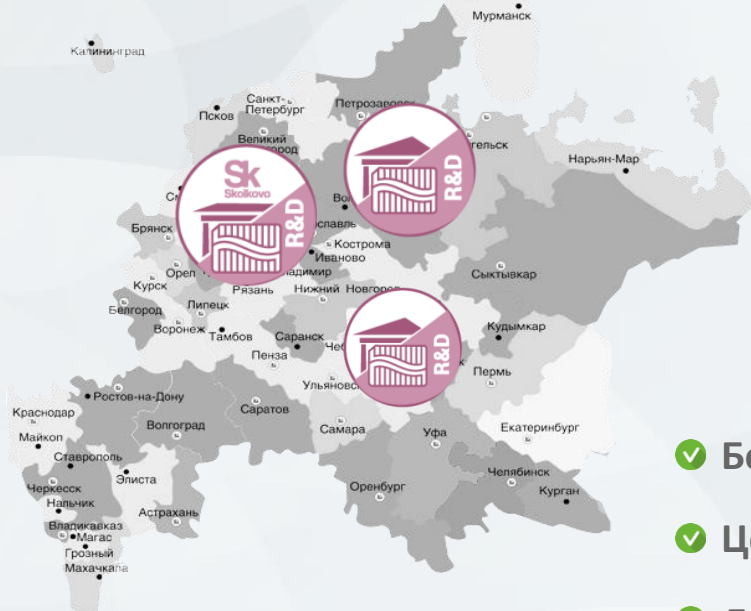 Мурманск
Калининград
Санкт-
Петербург
Псков
Великий
Петрозаводск
Нарьян-Мар
Sk
Skolkovo
R&D
R&D
Брянск
Кострома
Иваново
Сыктывкар
Орел
Курск
Рязань
Нижний Новгород
Белгород
Липецк
Воронеж
Тамбов
Саранск
Кудымкар
R&D
Пенза
Пермь
Ульяновск
Ростов-на-Дону
Саратов
Краснодар
Волгоград
Самара
Уфа
Екатеринбург
Майкоп
Ставрополь
Элиста
Челябинск
Черкесск
Оренбург
Курган
Нальчик
Астрахань
Владикавказ
Магас
Грозный
Махачкала